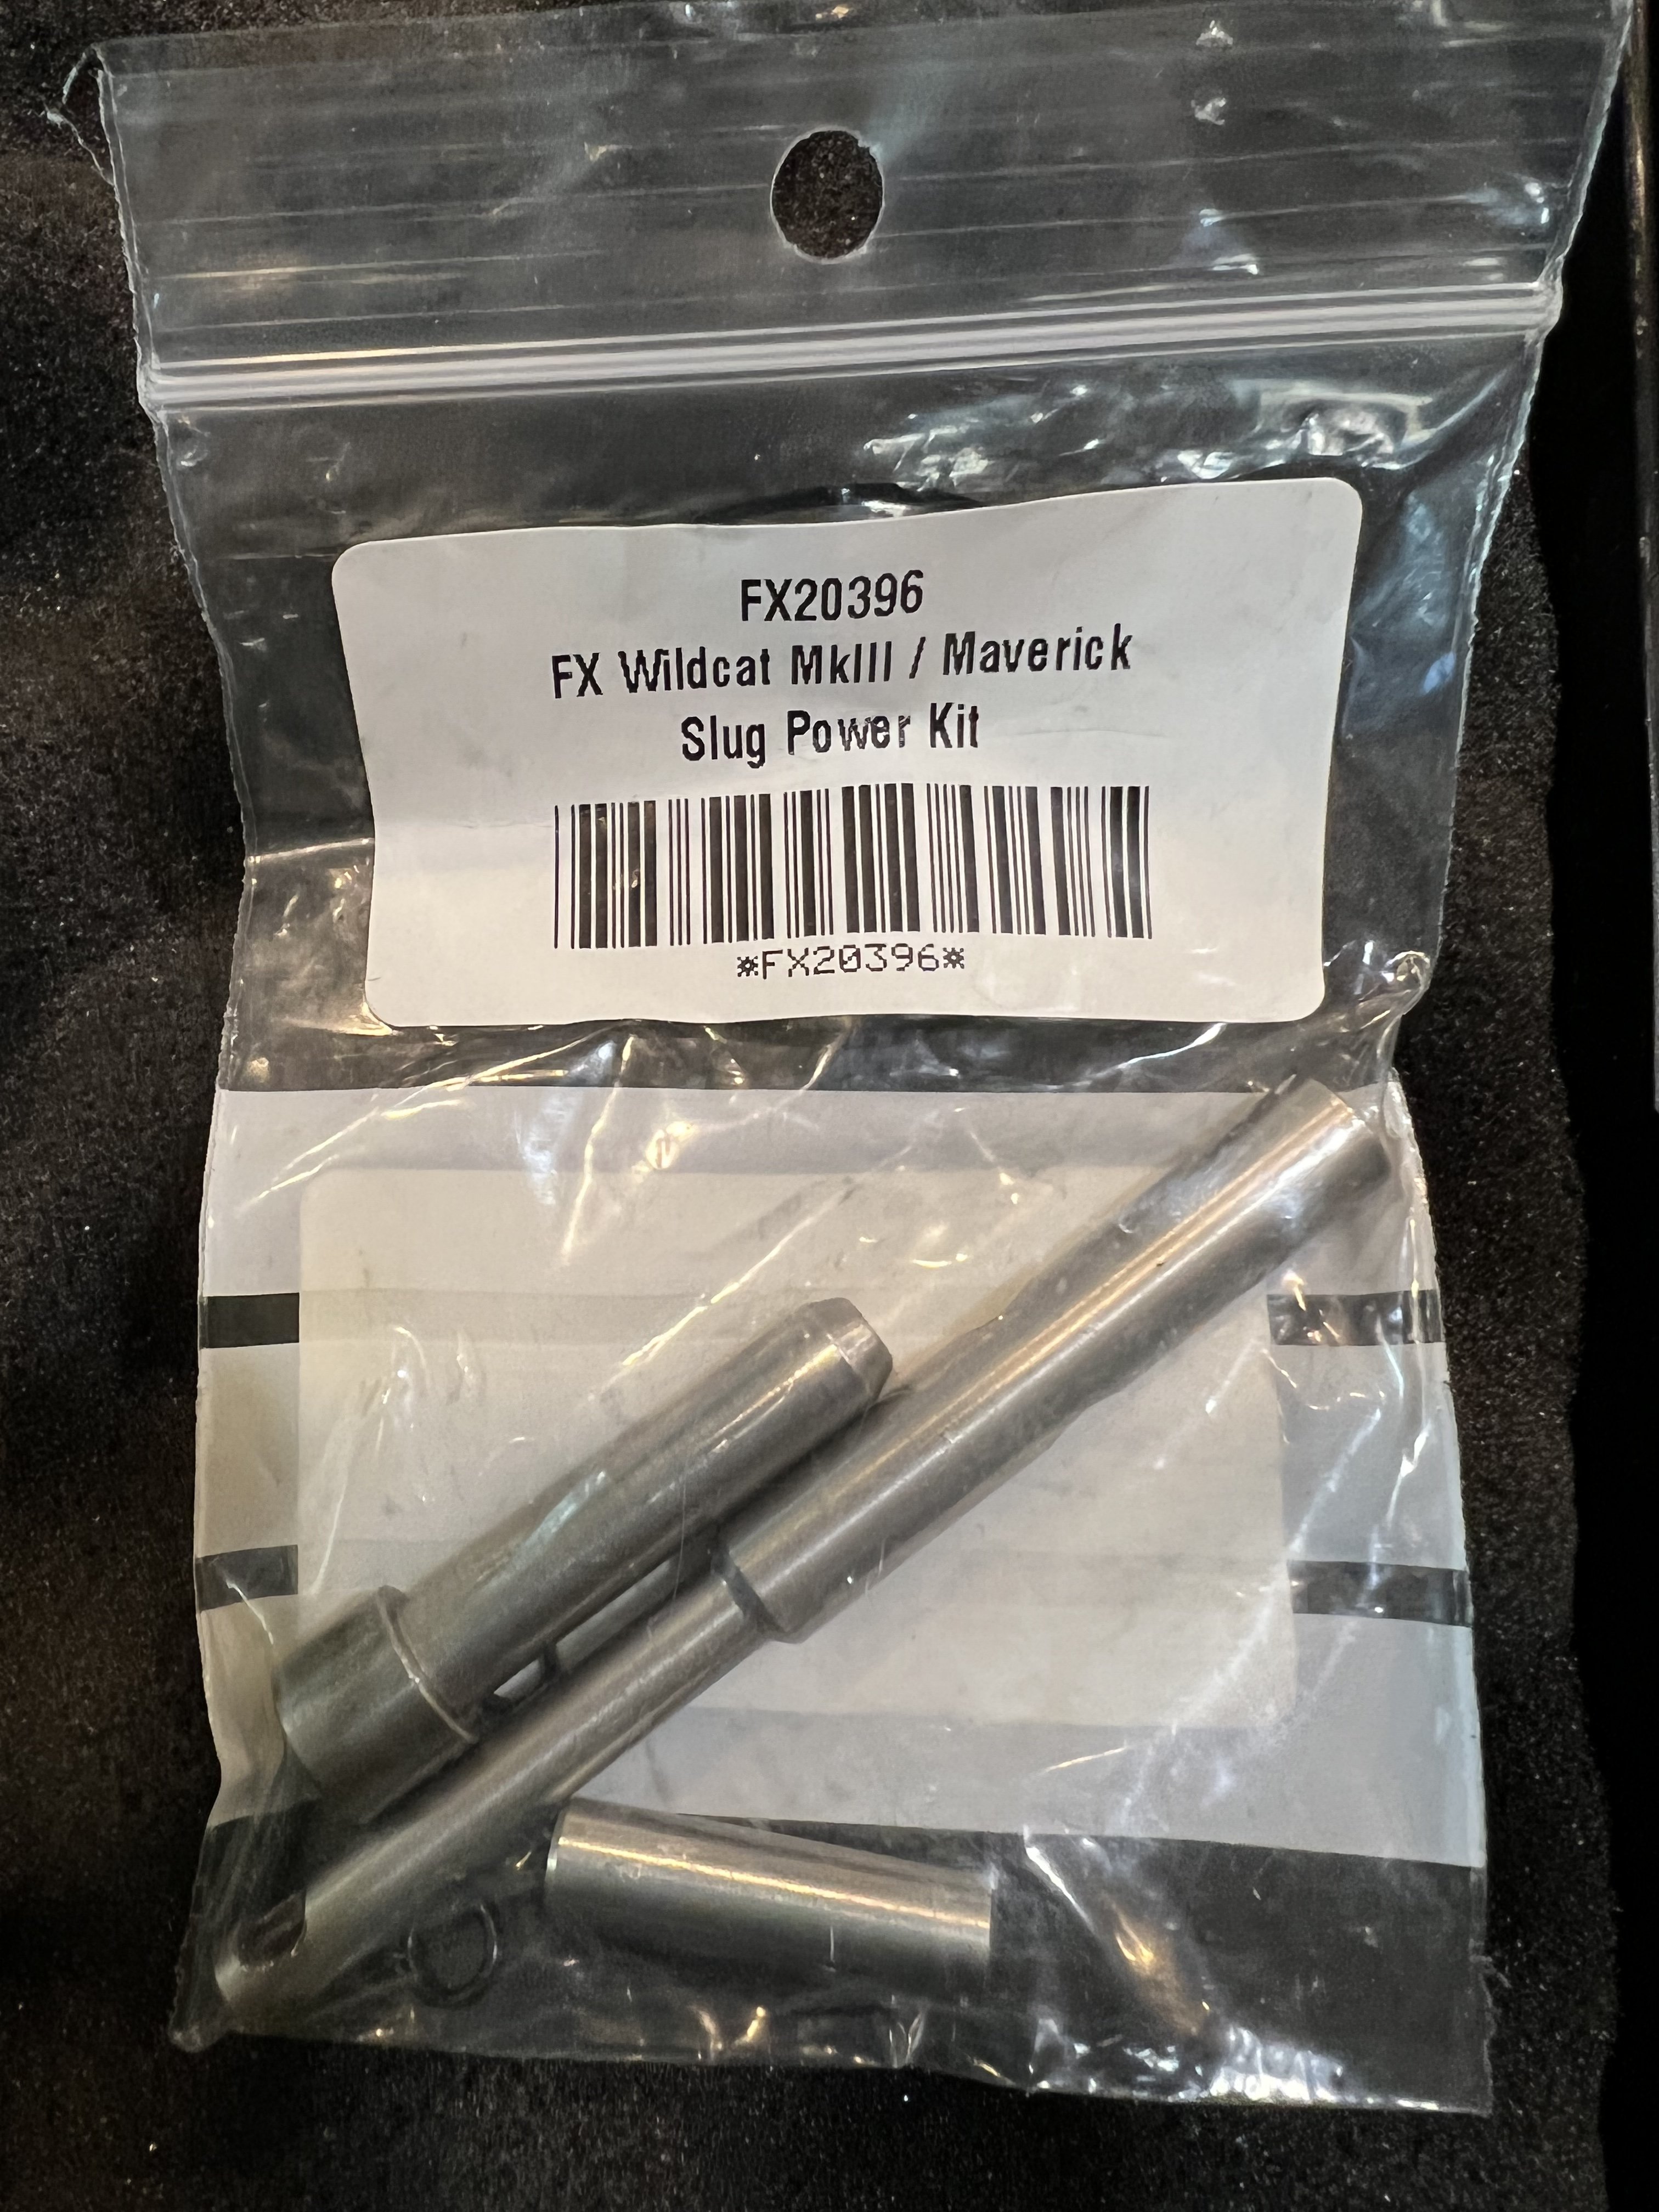 FX20396
FX Wildcat MkIII / Maverick
Slug Power Kit
*FX20396*